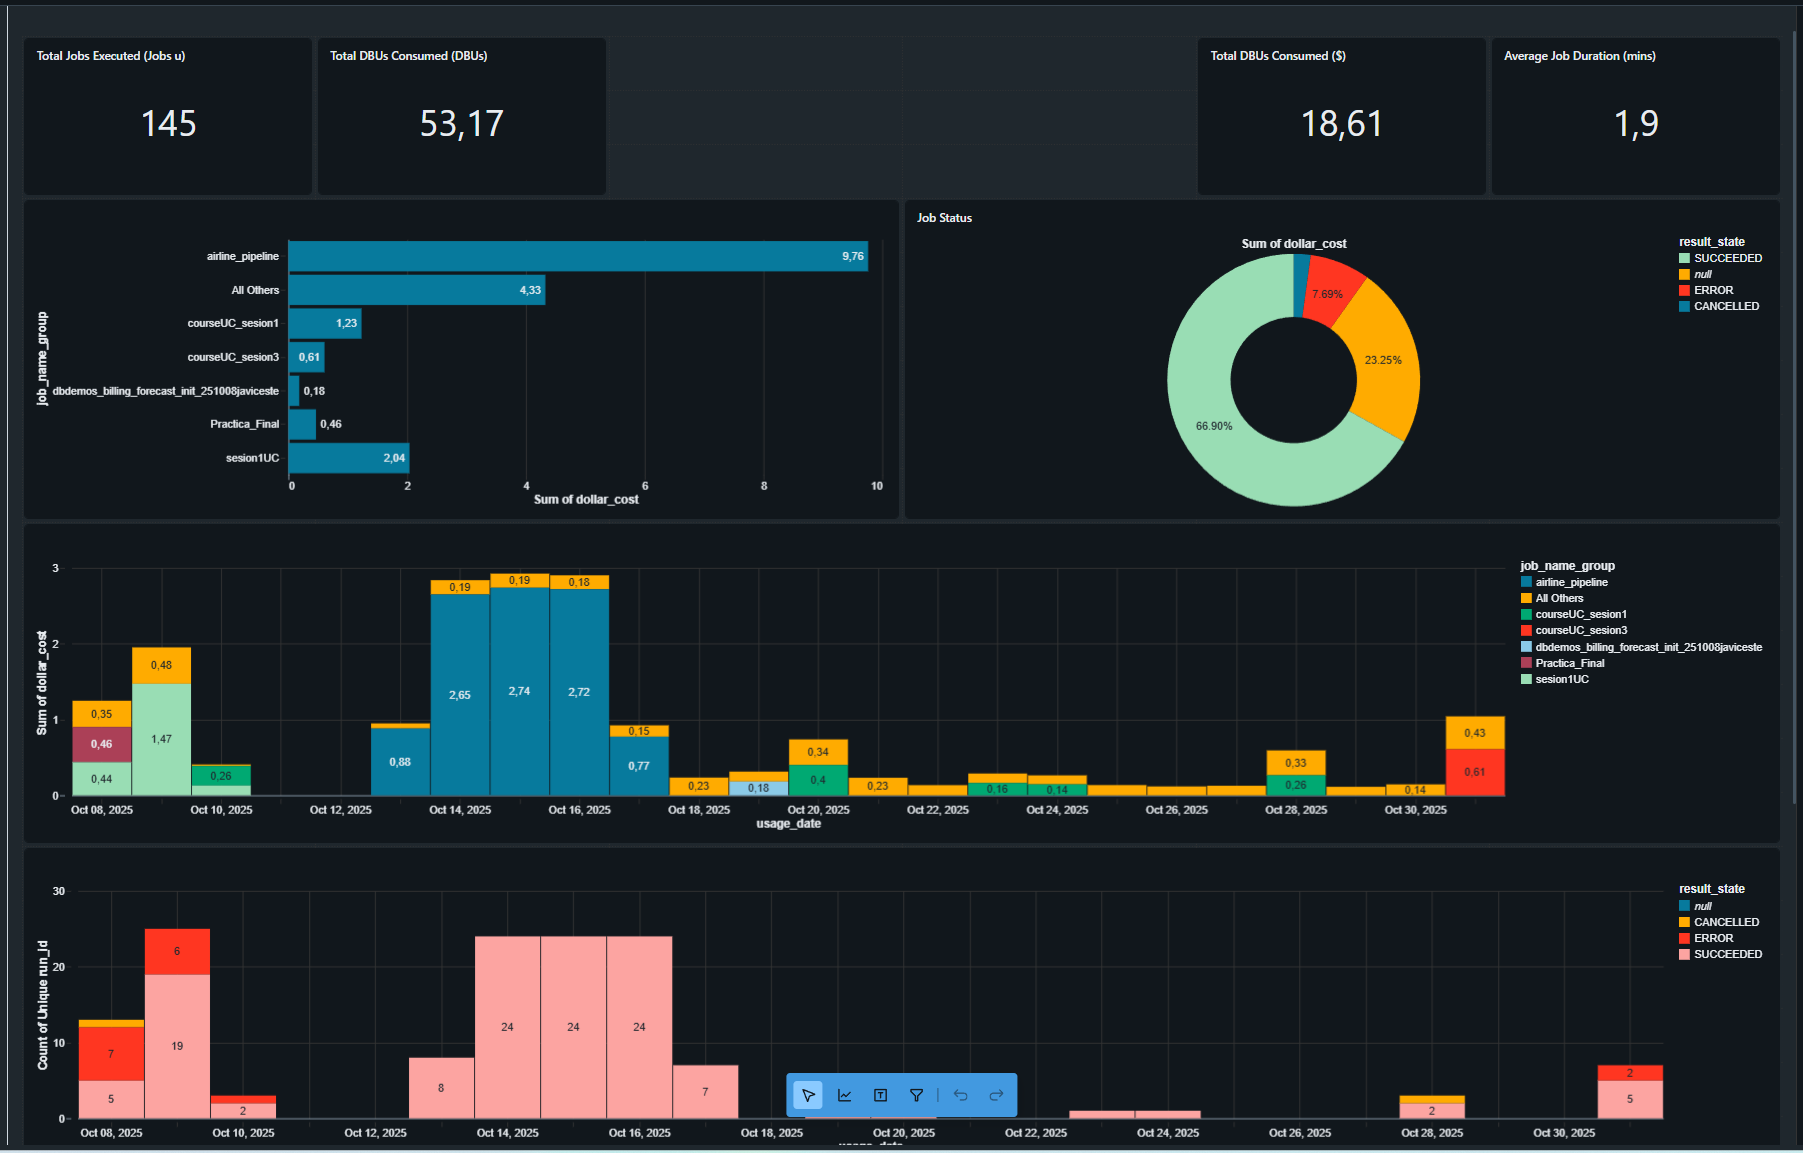 Total Jobs Executed (Jobs u)
145
Total DBUs Consumed (DBUs)
53,17
Total DBUs Consumed ($)
18,61
Average Job Duration (mins)
1,9
job_name_group
airline_pipeline
9,76
All Others
4,33
courseUC_sesion1
1,23
courseUC_sesion3
0,61
dbdemos_billing_forecast_init_251008javiceste
0,18
Practica_Final
0,46
sesion1UC
2,04
0 2 4 6 8 10
Sum of dollar_cost
Job Status
Sum of dollar_cost
7.69%
23.25%
66.90%
result_state
SUCCEEDED
null
ERROR
CANCELLED
Sum of dollar_cost
3
2
1
0
0,35
0,46
0,44
0,48
1,47
0,26
0,88
0,19
2,65
0,19
2,74
0,18
2,72
0,15
0,77
0,23
0,18
0,34
0,4
0,23
0,16
0,14
0,33
0,26
0,14
0,43
0,61
Oct 08, 2025 Oct 10, 2025 Oct 12, 2025 Oct 14, 2025 Oct 16, 2025 Oct 18, 2025 Oct 20, 2025 Oct 22, 2025 Oct 24, 2025 Oct 26, 2025 Oct 28, 2025 Oct 30, 2025
usage_date
job_name_group
airline_pipeline
All Others
courseUC_sesion1
courseUC_sesion3
dbdemos_billing_forecast_init_251008javiceste
Practica_Final
sesion1UC
Count of Unique run_id
30
20
10
0
7
5
6
19
2
8
24
24
24
7
2
2
5
Oct 08, 2025 Oct 10, 2025 Oct 12, 2025 Oct 14, 2025 Oct 16, 2025 Oct 18, 2025 Oct 20, 2025 Oct 22, 2025 Oct 24, 2025 Oct 26, 2025 Oct 28, 2025 Oct 30, 2025
result_state
null
CANCELLED
ERROR
SUCCEEDED